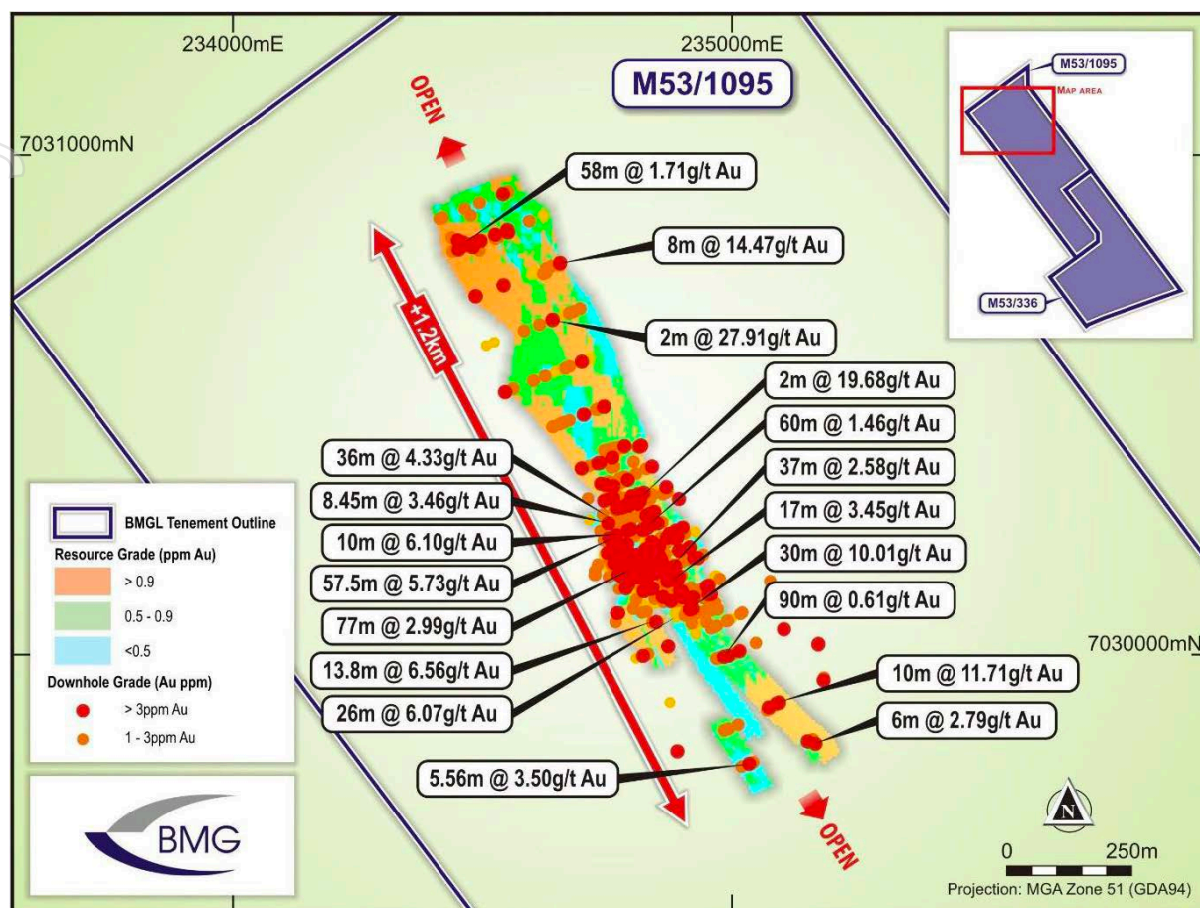 234000mE
235000mE
M53/1095
M53/1095
MAP AREA
M53/336
7031000mN
OPEN
58m @ 1.71g/t Au
8m @ 14.47g/t Au
2m @ 27.91g/t Au
+1.2km
2m @ 19.68g/t Au
60m @ 1.46g/t Au
37m @ 2.58g/t Au
17m @ 3.45g/t Au
30m @ 10.01g/t Au
90m @ 0.61g/t Au
36m @ 4.33g/t Au
8.45m @ 3.46g/t Au
10m @ 6.10g/t Au
57.5m @ 5.73g/t Au
77m @ 2.99g/t Au
13.8m @ 6.56g/t Au
26m @ 6.07g/t Au
7030000mN
10m @ 11.71g/t Au
6m @ 2.79g/t Au
5.56m @ 3.50g/t Au
OPEN
BMGL Tenement Outline
Resource Grade (ppm Au)
> 0.9
0.5 - 0.9
<0.5
Downhole Grade (Au ppm)
> 3ppm Au
1 - 3ppm Au
BMG
N
0 250m
Projection: MGA Zone 51 (GDA94)